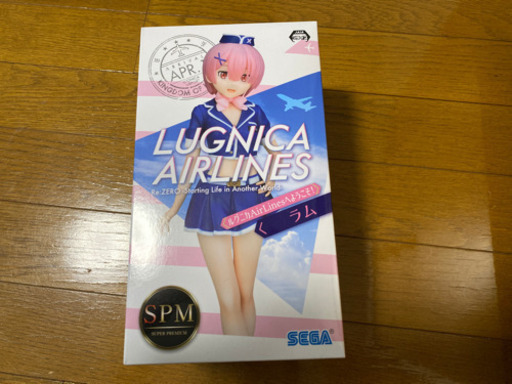 APR.
KINGDOM OF
LUGNICA
AIRLINES
Re:ZERO -Starting Life in Another World-
ルグニカAirLinesへようこそ!
ラム
SPM
SUPER PREMIUM
SEGA